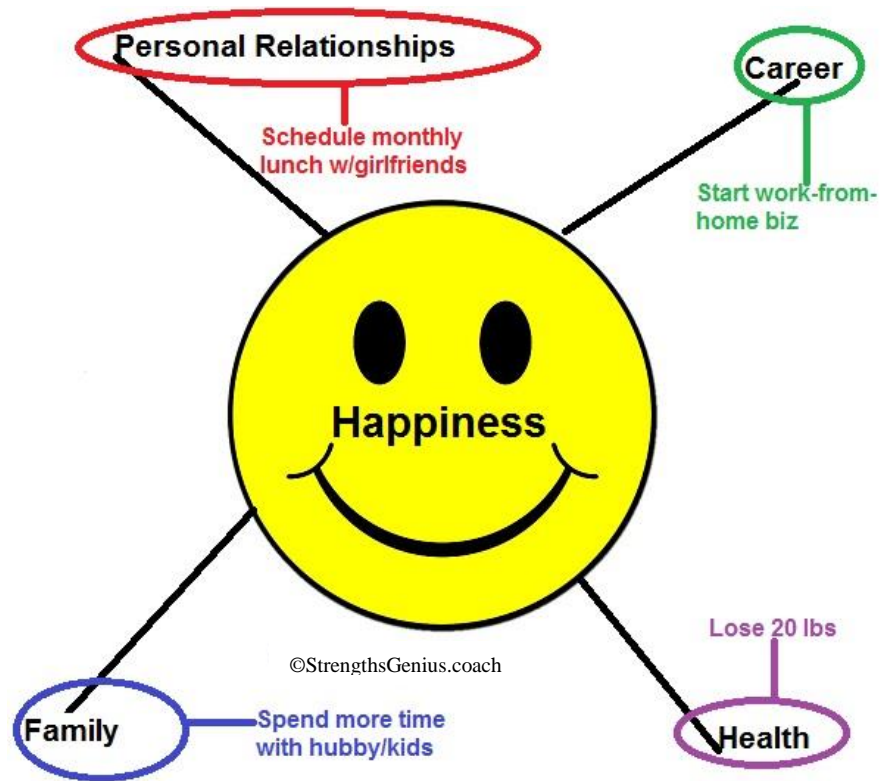 Personal Relationships
Career
Schedule monthly
lunch w/girlfriends
Start work-from-
home biz
Happiness
Lose 20 lbs
©StrengthsGenius.coach
Family
Spend more time
with hubby/kids
Health